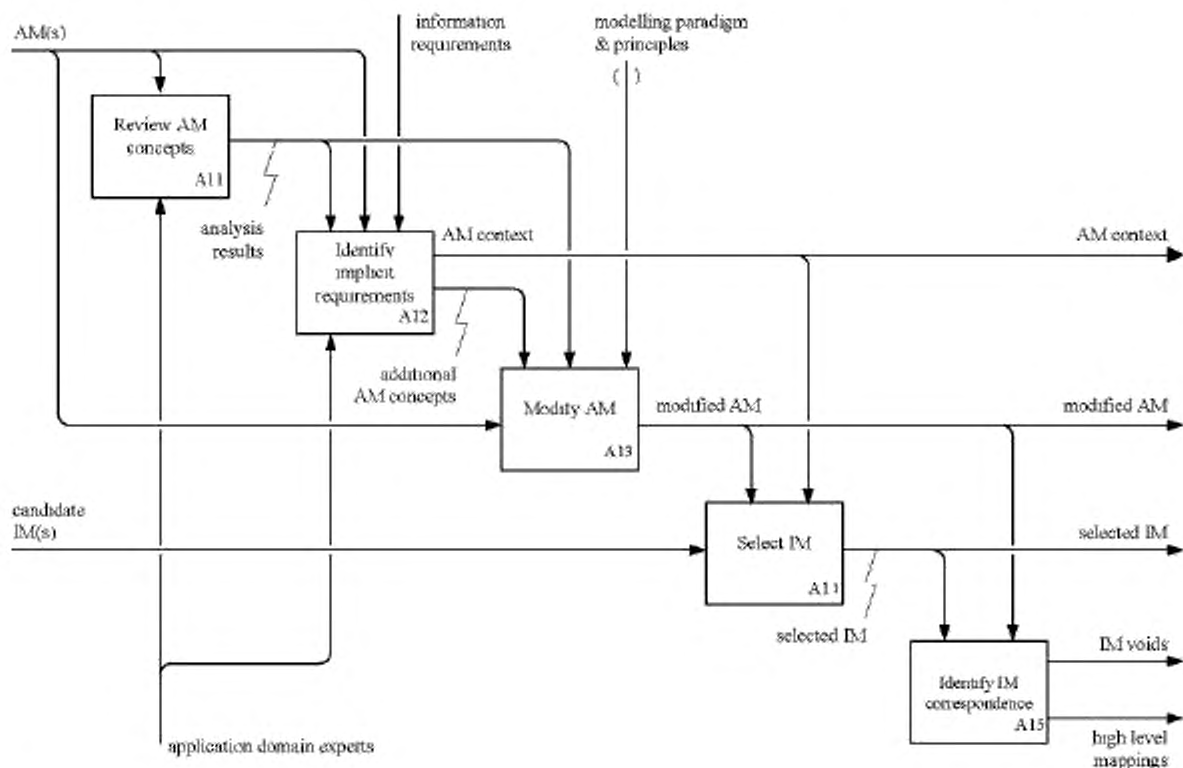 AM(s)
information
requirements
modelling paradigm
& principles
( )
Review AM
concepts
A11
analysis
results
Identify
implicit
requirements
A12
AM context
AM context
additional
AM concepts
Modify AM
A13
modified AM
modified AM
candidate
IM(s)
Select IM
selected IM
selected IM
Identify IM
correspondence
A15
IM voids
high level
mappings
application domain experts